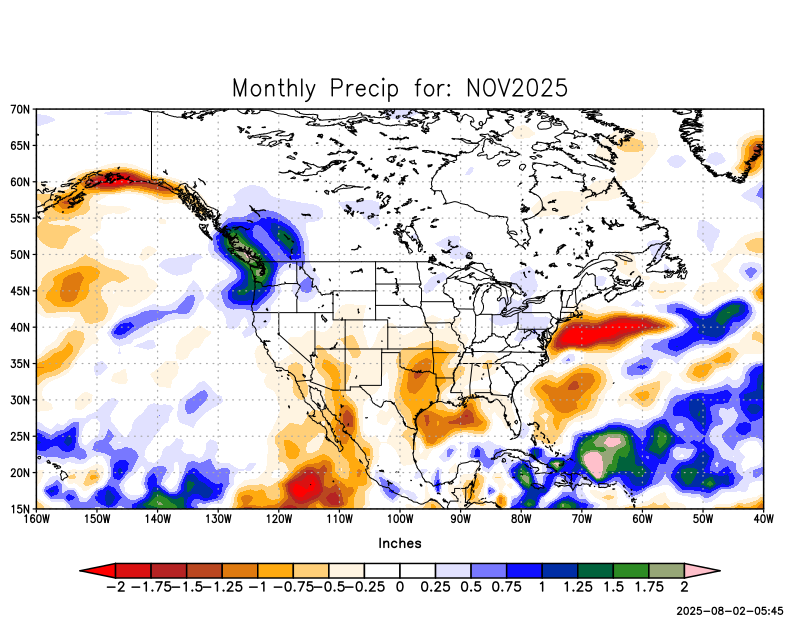 Monthly Precip for: NOV2025
70N
65N
60N
55N
50N
45N
40N
35N
30N
25N
20N
15N
160W 150W 140W 130W 120W 110W 100W 90W 80W 70W 60W 50W 40W
Inches
-2 -1.75 -1.5 -1.25 -1 -0.75 -0.5 -0.25 0 0.25 0.5 0.75 1 1.25 1.5 1.75 2
2025-08-02-05:45